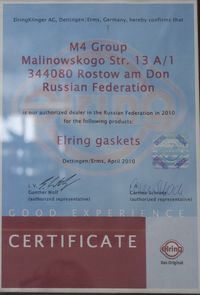 ElringKlinger AG, Dettingen/Erms, Germany, hereby confirms that
M4 Group
Malinowskogo Str. 13 A/1
344080 Rostow am Don
Russian Federation
is our authorized dealer in the Russian Federation in 2010
for the following products:
Elring gaskets
Dettingen/Erms, April 2010
(authorized representative) (authorized representative)
GOOD EXPERIENCE
CERTIFICATE
elring
Das Original